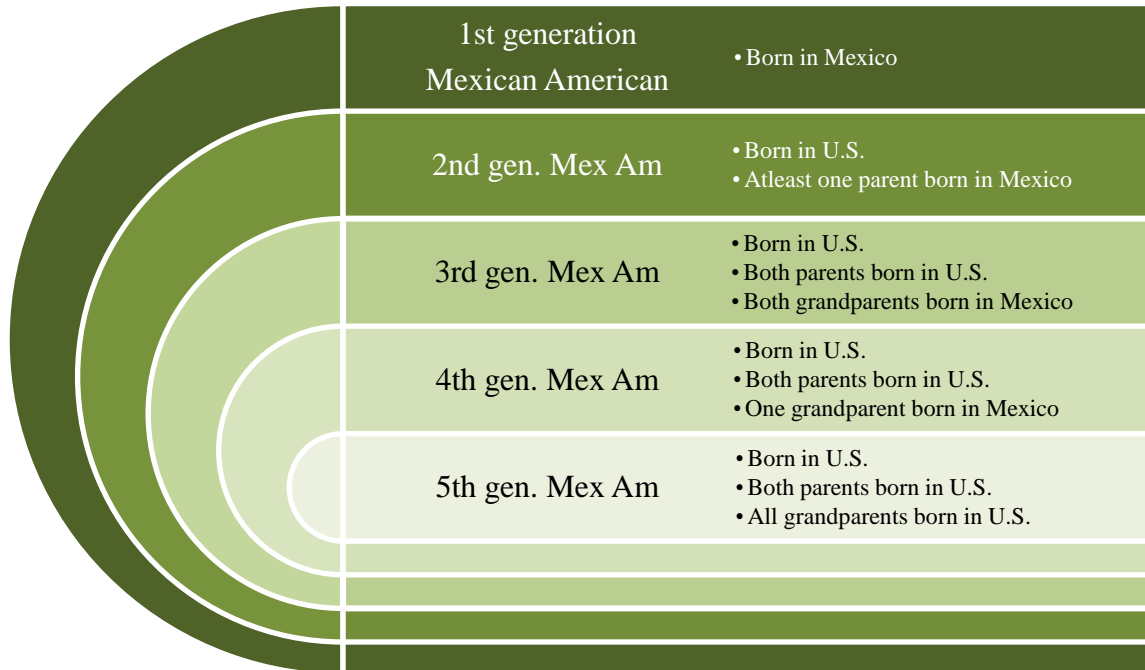 1st generation
Mexican American
• Born in Mexico
2nd gen. Mex Am
• Born in U.S.
• Atleast one parent born in Mexico
3rd gen. Mex Am
• Born in U.S.
• Both parents born in U.S.
• Both grandparents born in Mexico
4th gen. Mex Am
• Born in U.S.
• Both parents born in U.S.
• One grandparent born in Mexico
5th gen. Mex Am
• Born in U.S.
• Both parents born in U.S.
• All grandparents born in U.S.